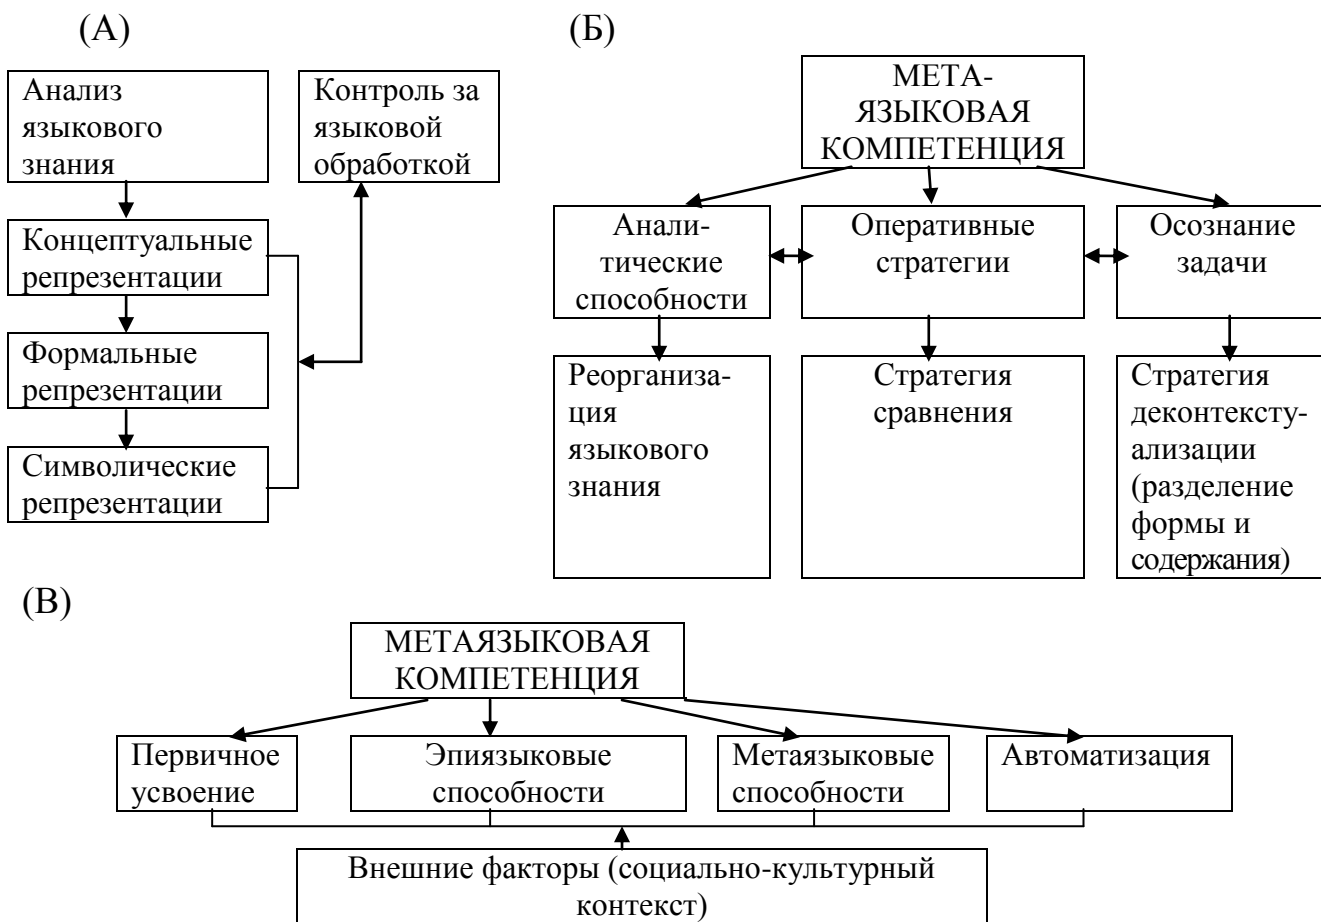 (А)
Анализ
языкового
знания
Контроль за
языковой
обработкой
Концептуальные
репрезентации
Формальные
репрезентации
Символические
репрезентации
(Б)
МЕТА-
ЯЗЫКОВАЯ
КОМПЕТЕНЦИЯ
Анали-
тические
способности
Оперативные
стратегии
Осознание
задачи
Реорганиза-
ция
языкового
знания
Стратегия
сравнения
Стратегия
деконтексту-
ализации
(разделение
формы и
содержания)
(В)
МЕТАЯЗЫКОВАЯ
КОМПЕТЕНЦИЯ
Первичное
усвоение
Эпиязыковые
способности
Метаязыковые
способности
Автоматизация
Внешние факторы (социально-культурный
контекст)